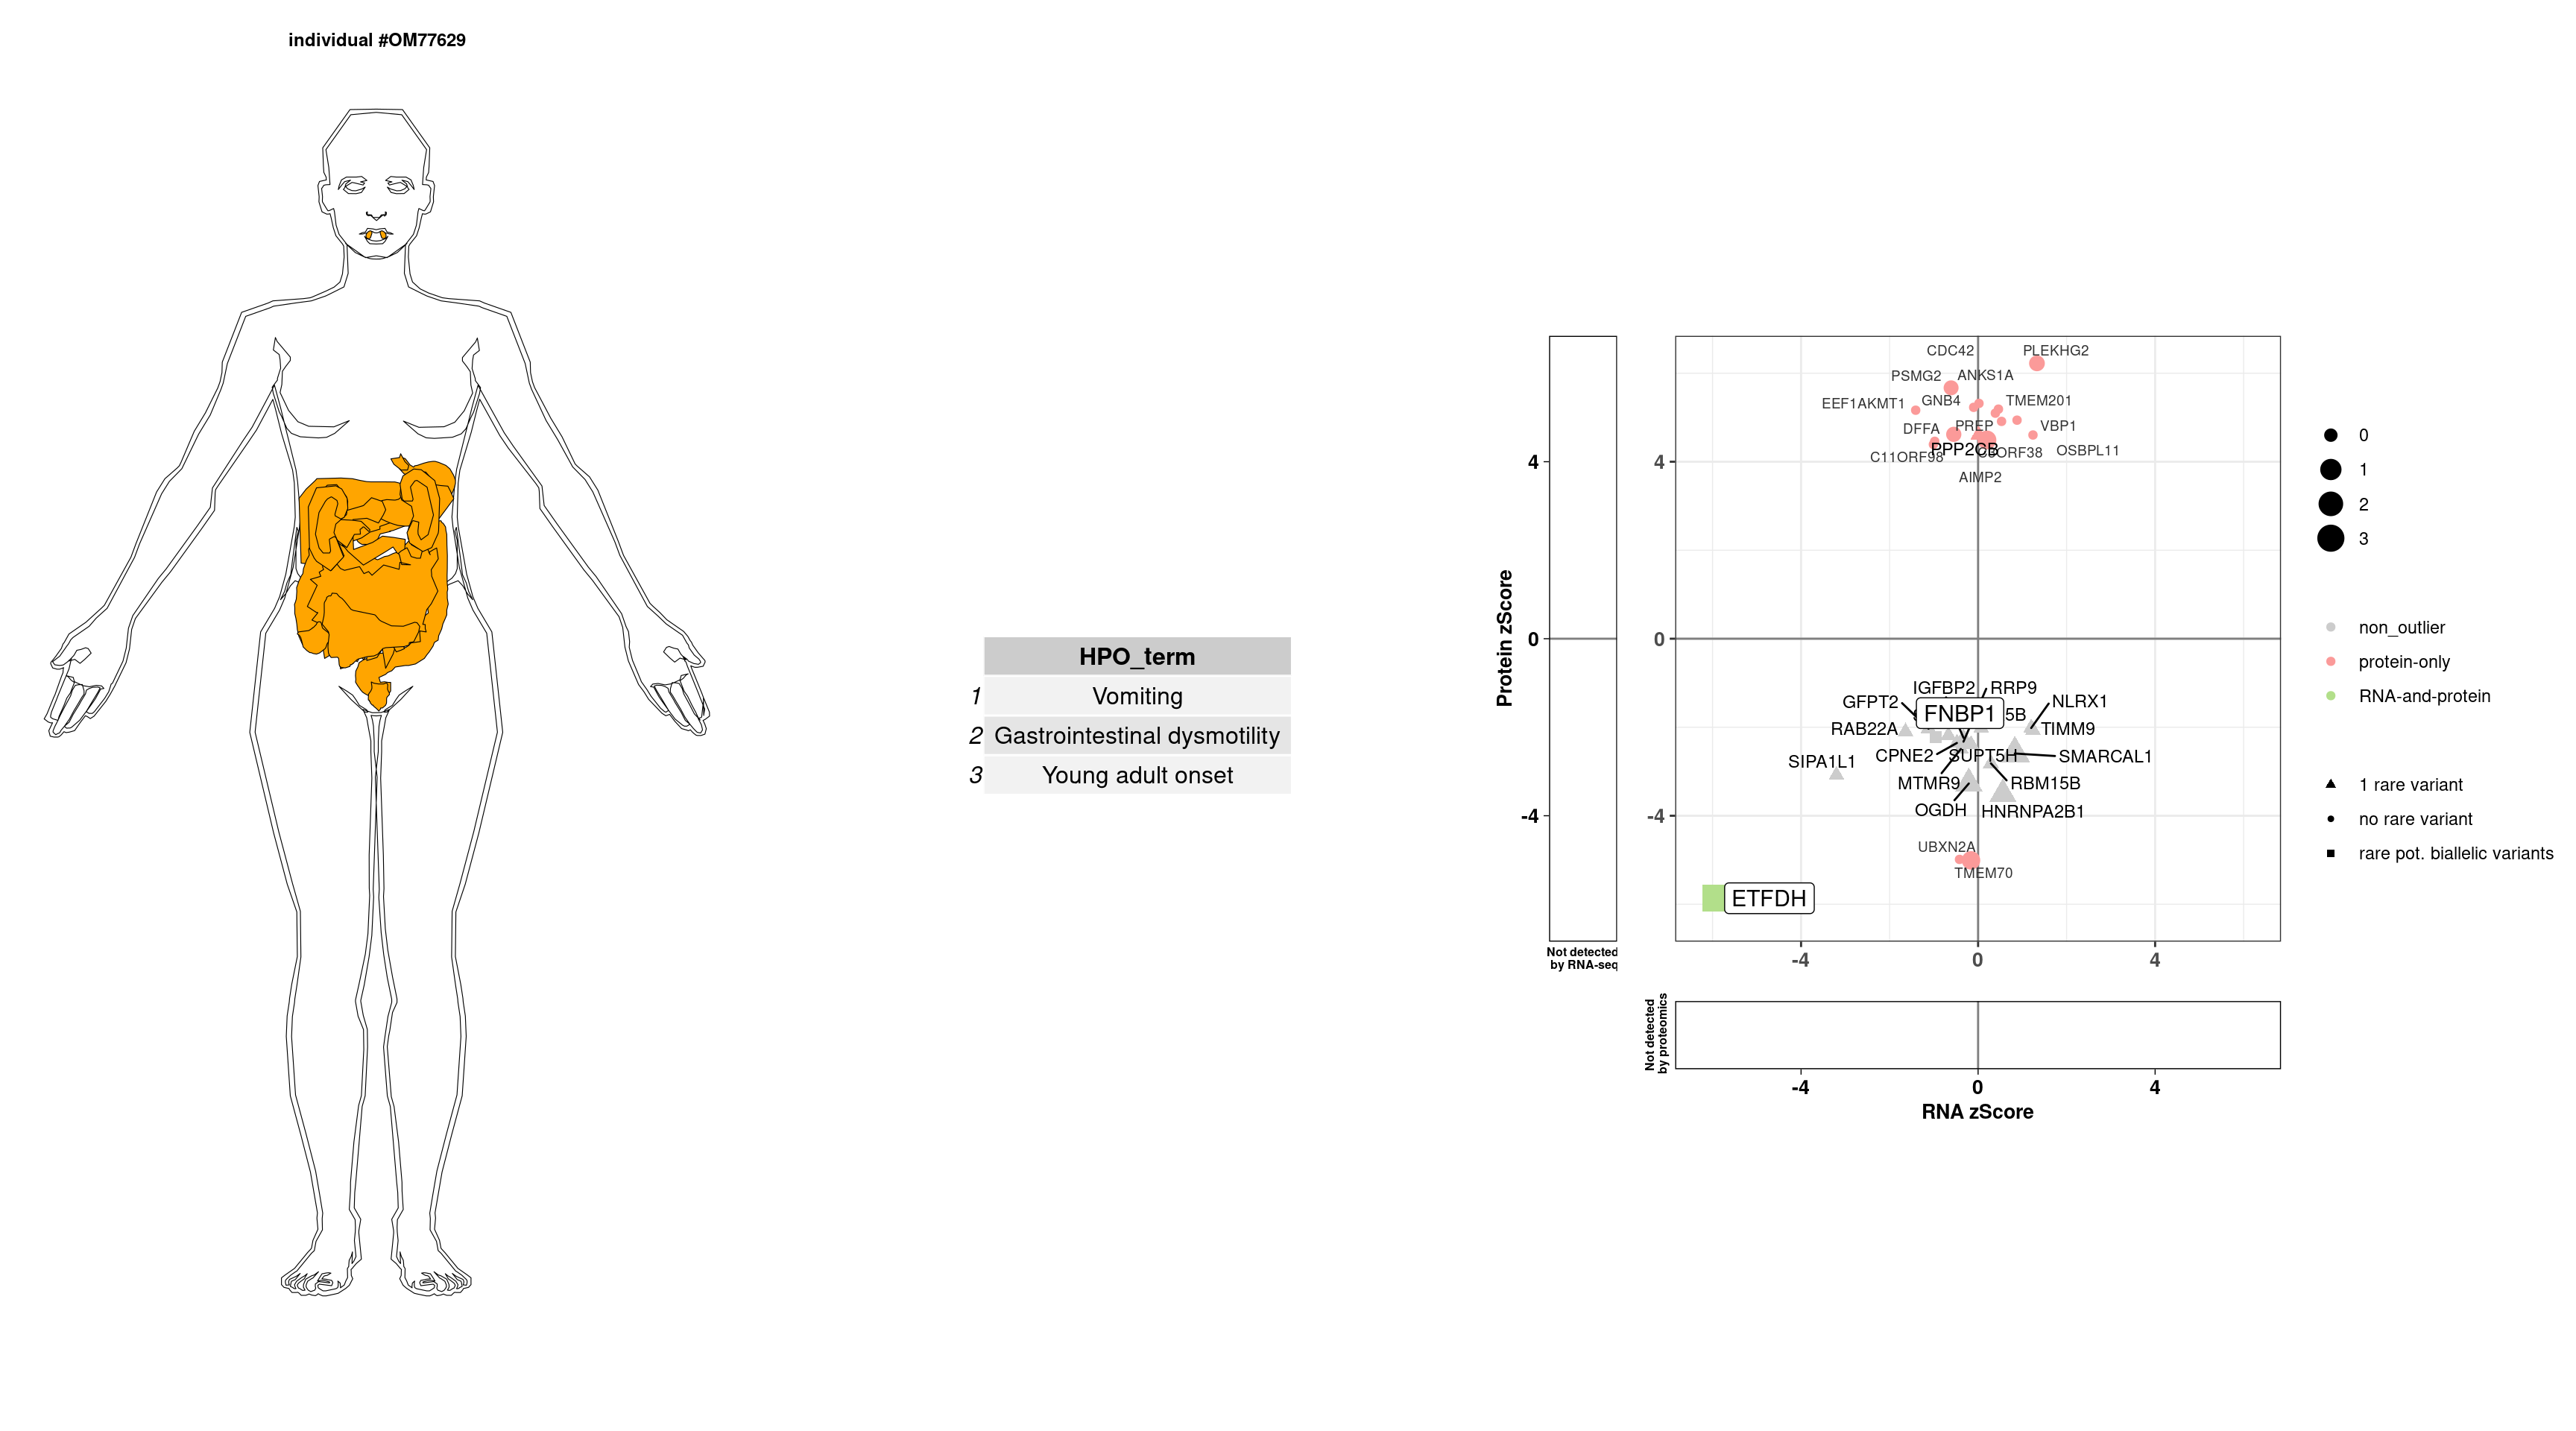 individual #OM77629
HPO_term
1 Vomiting
2 Gastrointestinal dysmotility
3 Young adult onset
Protein zScore
4
0
-4
Not detected
by RNA-seq
4
0
-4
CDC42
PLEKHG2
PSMG2
ANKS1A
EEF1AKMT1
GNB4
TMEM201
DFFA
PREP
VBP1
PPP2CB
C11ORF98
OSBPL11
AIMP2
IGFBP2
RRP9
GFPT2
NLRX1
FNBP1
5B
RAB22A
TIMM9
CPNE2
SUPT5H
SMARCAL1
SIPA1L1
MTMR9
RBM15B
OGDH
HNRNPA2B1
UBXN2A
TMEM70
ETFDH
-4
0
4
Not detected
by proteomics
-4
0
4
RNA zScore
0
1
2
3
non_outlier
protein-only
RNA-and-protein
1 rare variant
no rare variant
rare pot. biallelic variants